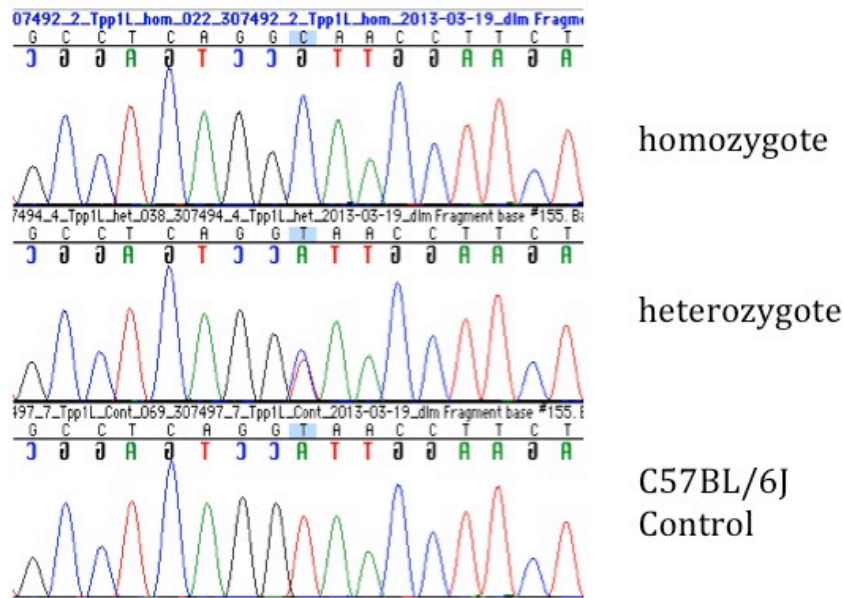 07492_2_Tpp1L_hom_022_307492_2_Tpp1L_hom_2013-03-19_dlm Fragme
G C C T C A G G C A A C C T T C T
C G G A G T C C G T T G G A A G A
homozygote
7494_4_Tpp1L_het_038_307494_4_Tpp1L_het_2013-03-19_dlm Fragment base #155. Ba
G C C T C A G G T A A C C T T C T
C G G A G T C C A T T G G A A G A
heterozygote
497_7_Tpp1L_Cont_069_307497_7_Tpp1L_Cont_2013-03-19_dlm Fragment base #155. B
G C C T C A G G T A A C C T T C T
C G G A G T C C A T T G G A A G A
C57BL/6J
Control